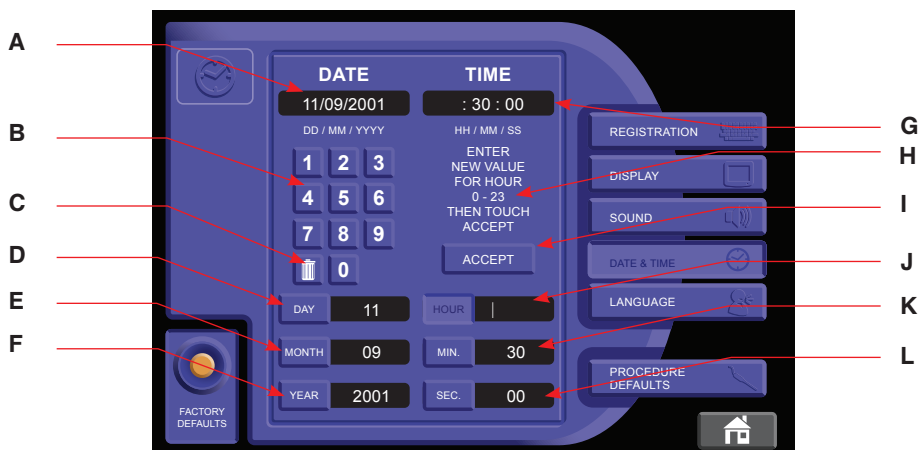 A
B
C
D
E
F
DATE
11/09/2001
DD / MM / YYYY
1 2 3
4 5 6
7 8 9
0
TIME
: 30 : 00
HH / MM / SS
ENTER
NEW VALUE
FOR HOUR
0 - 23
THEN TOUCH
ACCEPT
ACCEPT
DAY 11
HOUR |
MONTH 09
MIN. 30
YEAR 2001
SEC. 00
FACTORY
DEFAULTS
REGISTRATION
DISPLAY
SOUND
DATE & TIME
LANGUAGE
PROCEDURE
DEFAULTS
G
H
I
J
K
L